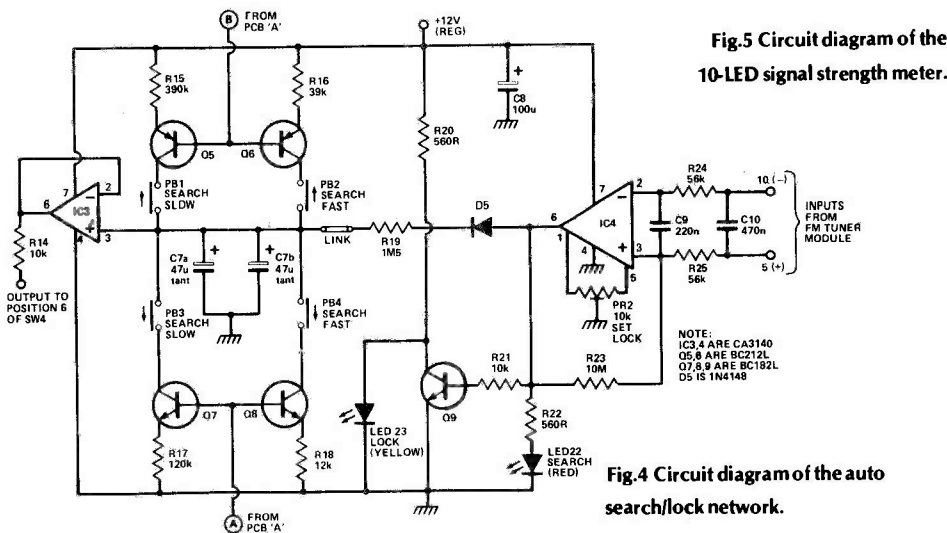 B
FROM
PCB 'A'
+12V
(REG)
Fig.5 Circuit diagram of the
10-LED signal strength meter.
R15
390k
R16
39k
C8
100u
+
R20
560R
Q5
Q6
R24
56k
10 (−)
7
2
6
IC3
−
+
4
3
PB1
SEARCH
SLOW
PB2
SEARCH
FAST
D5
7
2
6
IC4
−
+
1
4
3
5
C9
220n
C10
470n
INPUTS
FROM
FM TUNER
MODULE
R14
10k
LINK
R19
1M5
R25
56k
5 (+)
OUTPUT TO
POSITION 6
OF SW4
C7a
47u
tant
+
C7b
47u
tant
+
PR2
10k
SET
LOCK
PB3
SEARCH
SLOW
PB4
SEARCH
FAST
NOTE:
IC3,4 ARE CA3140
Q5,6 ARE BC212L
Q7,8,9 ARE BC182L
D5 IS 1N4148
R21
10k
R23
10M
Q7
Q8
Q9
R22
560R
LED 23
LOCK
(YELLOW)
R17
120k
R18
12k
LED22
SEARCH
(RED)
Fig.4 Circuit diagram of the auto
search/lock network.
A
FROM
PCB 'A'